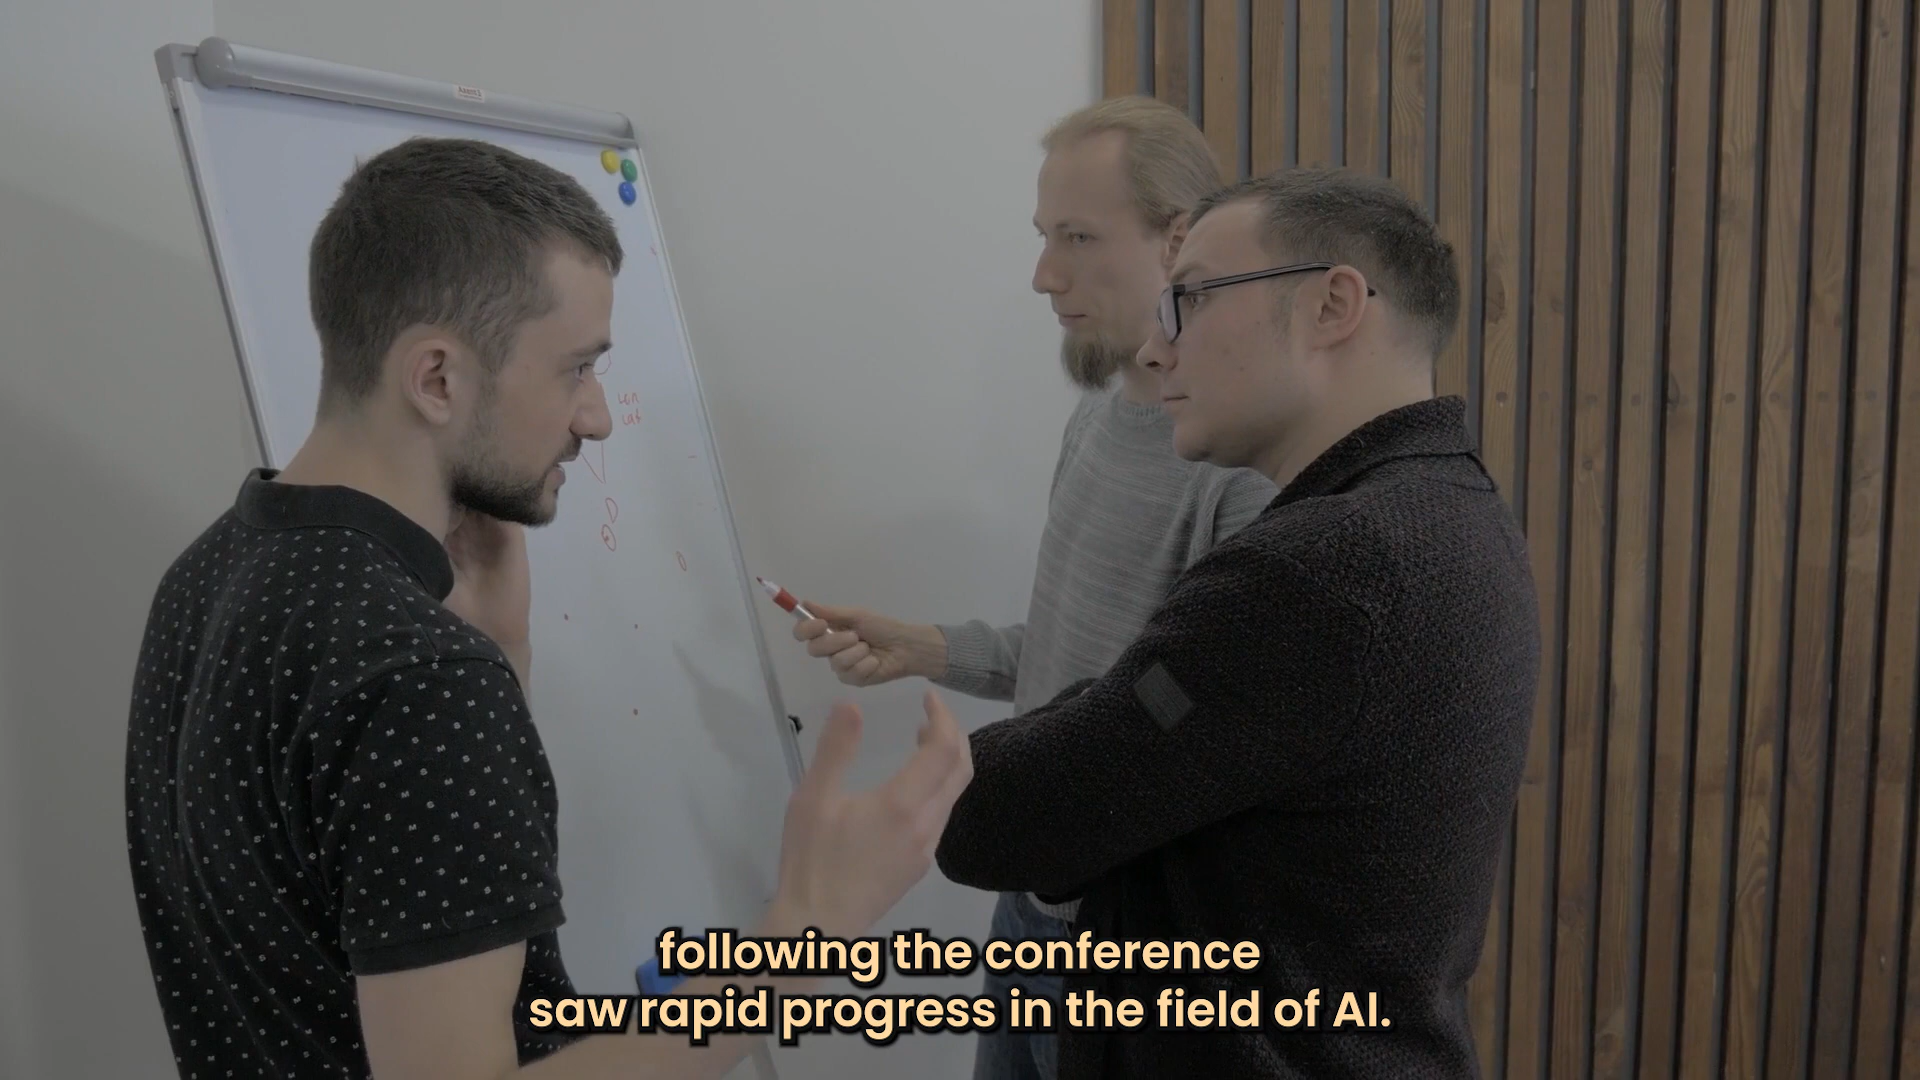 following the conference
saw rapid progress in the field of AI.